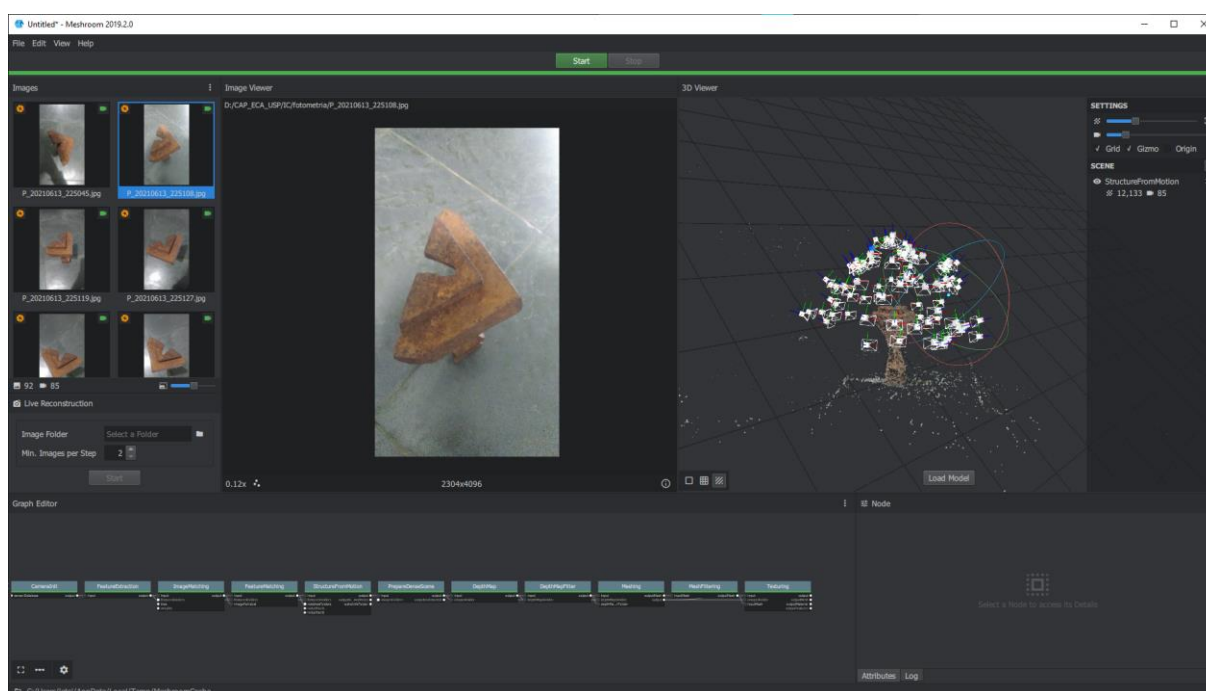 Untitled* - Meshroom 2019.2.0
File Edit View Help
Start Stop
Images
Image Viewer
3D Viewer
D:/CAP_ECA_USP/IC/fotometria/P_20210613_225108.jpg
P_20210613_225045.jpg
P_20210613_225108.jpg
P_20210613_225119.jpg
P_20210613_225127.jpg
92 85
Live Reconstruction
Image Folder Select a Folder
Min. Images per Step 2
Start
0.12x
2304x4096
SETTINGS
✓ Grid ✓ Gizmo Origin
SCENE
StructureFromMotion
12,133 85
Load Model
Graph Editor
CameraInit
FeatureExtraction
ImageMatching
FeatureMatching
StructureFromMotion
PrepareDenseScene
DepthMap
DepthMapFilter
Meshing
MeshFiltering
Texturing
Node
Select a Node to access its Details
Attributes Log